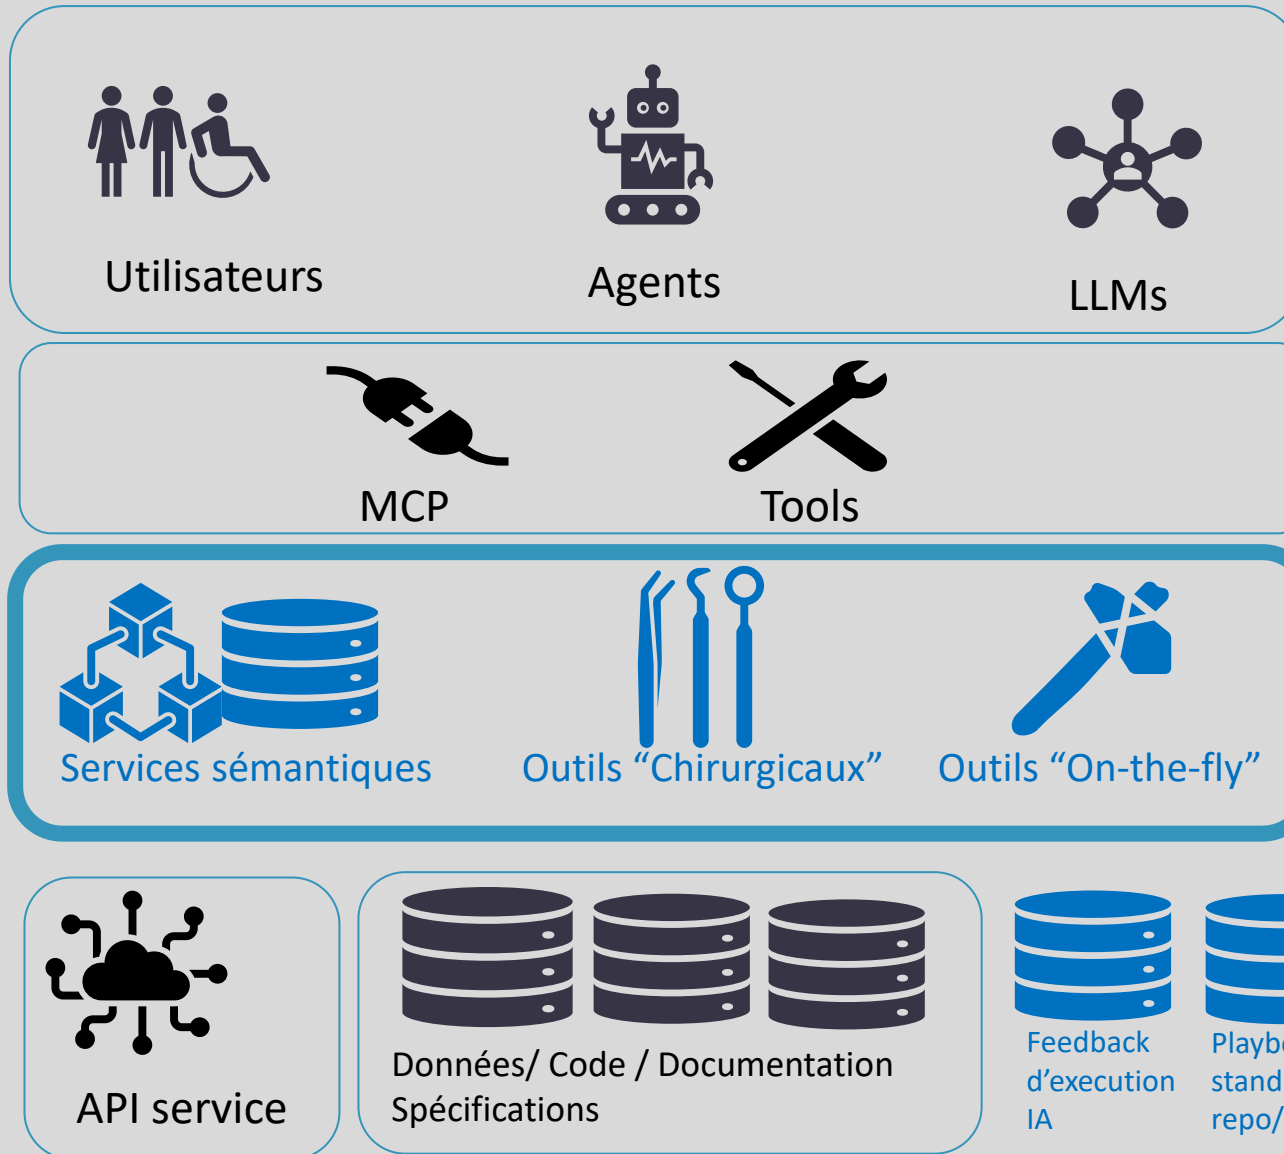 Utilisateurs
Agents
LLMs
MCP
Tools
Services sémantiques
Outils “Chirurgicaux”
Outils “On-the-fly”
API service
Données/ Code / Documentation
Spécifications
Feedback
d’execution
IA
repo/